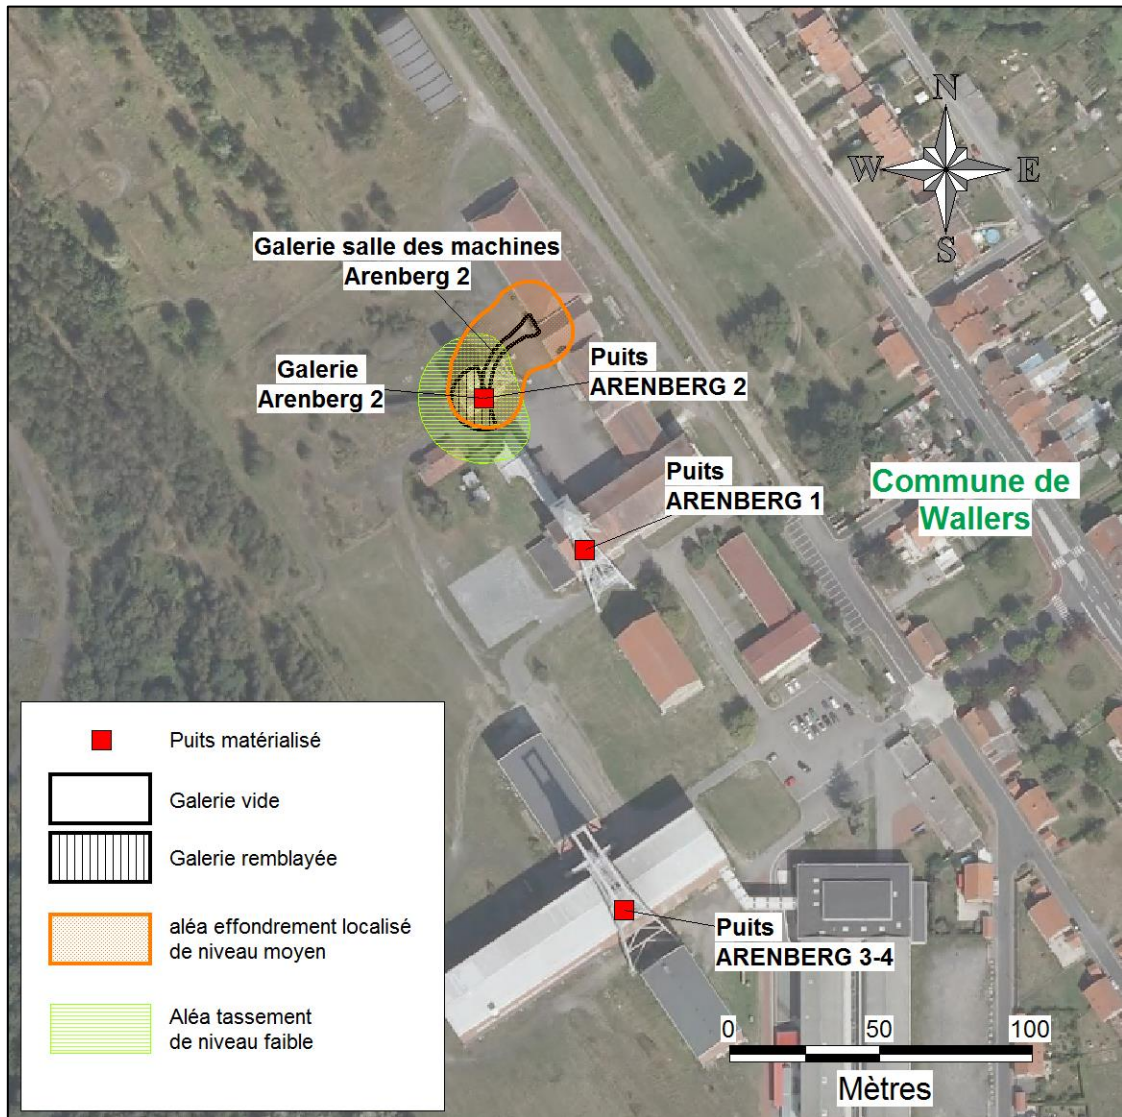 N
W
E
S
Galerie salle des machines
Arenberg 2
Galerie
Arenberg 2
Puits
ARENBERG 2
Puits
ARENBERG 1
Commune de
Wallers
Puits matérialisé
Galerie vide
Galerie remblayée
aléa effondrement localisé
de niveau moyen
Aléa tassement
de niveau faible
Puits
ARENBERG 3-4
0 50 100
Mètres